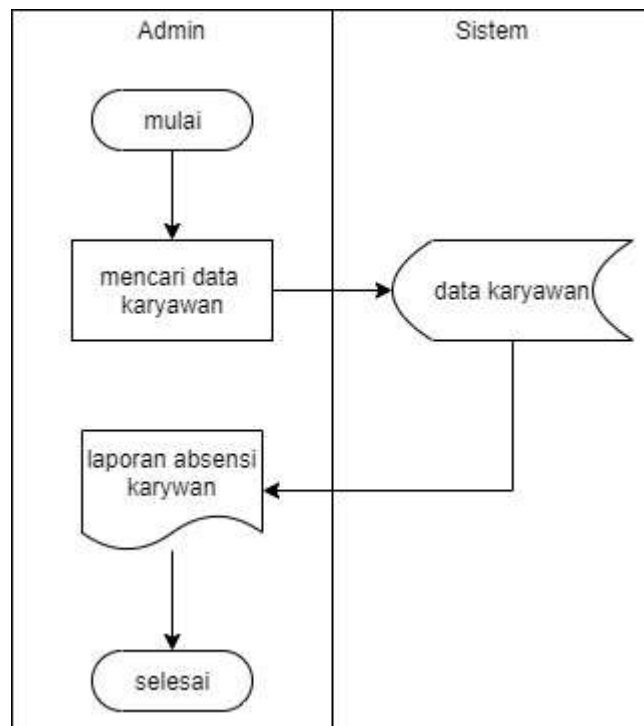 Admin
Sistem
mulai
mencari data
karyawan
data karyawan
laporan absensi
karywan
selesai